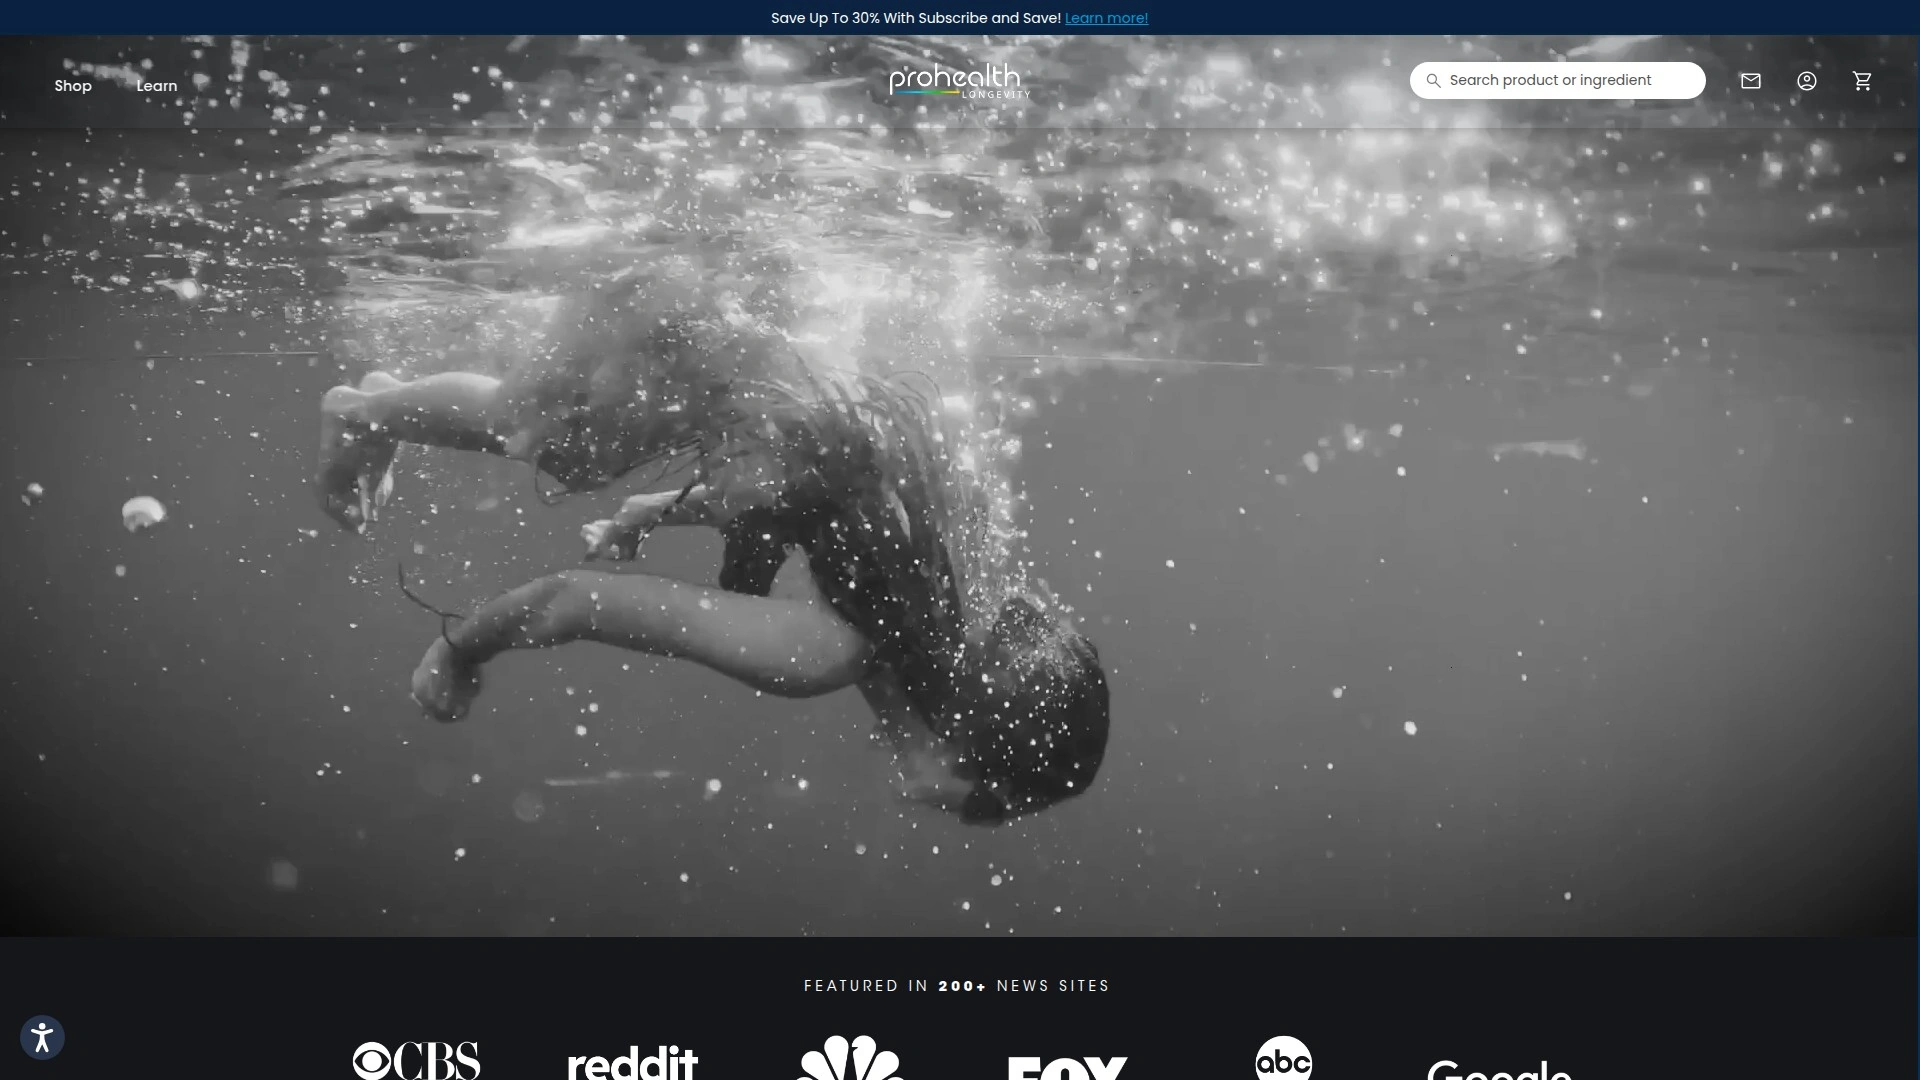 Save Up To 30% With Subscribe and Save! Learn more!
Shop
Learn
prohealth
LONGEVITY
Search product or ingredient
FEATURED IN 200+ NEWS SITES
CBS
reddit
FOX
abc
Google